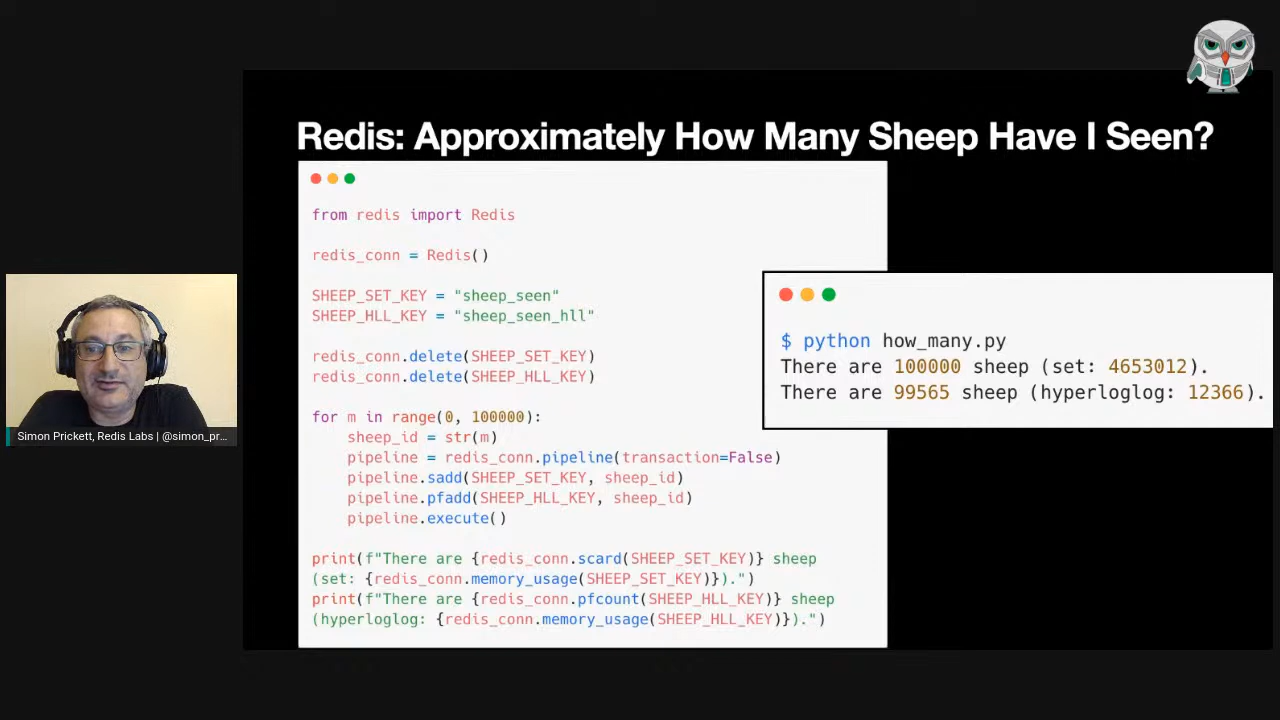 Redis: Approximately How Many Sheep Have I Seen?
from redis import Redis
redis_conn = Redis()
SHEEP_SET_KEY = "sheep_seen"
SHEEP_HLL_KEY = "sheep_seen_hll"
redis_conn.delete(SHEEP_SET_KEY)
redis_conn.delete(SHEEP_HLL_KEY)
for m in range(0, 100000):
    sheep_id = str(m)
    pipeline = redis_conn.pipeline(transaction=False)
    pipeline.sadd(SHEEP_SET_KEY, sheep_id)
    pipeline.pfadd(SHEEP_HLL_KEY, sheep_id)
    pipeline.execute()
print(f"There are {redis_conn.scard(SHEEP_SET_KEY)} sheep
(set: {redis_conn.memory_usage(SHEEP_SET_KEY)}).")
print(f"There are {redis_conn.pfcount(SHEEP_HLL_KEY)} sheep
(hyperloglog: {redis_conn.memory_usage(SHEEP_HLL_KEY)}).")
$ python how_many.py
There are 100000 sheep (set: 4653012).
There are 99565 sheep (hyperloglog: 12366).
Simon Prickett, Redis Labs | @simon_pr...